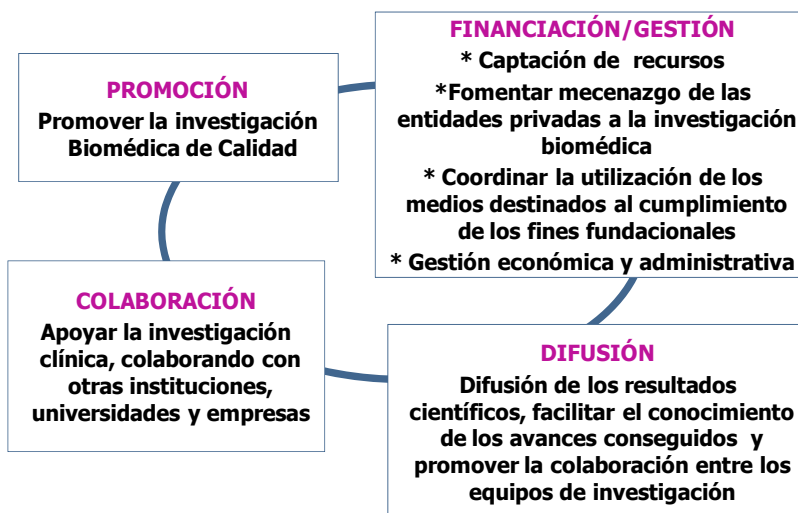 PROMOCIÓN
Promover la investigación
Biomédica de Calidad
FINANCIACIÓN/GESTIÓN
* Captación de recursos
*Fomentar mecenazgo de las
entidades privadas a la investigación
biomédica
* Coordinar la utilización de los
medios destinados al cumplimiento
de los fines fundacionales
* Gestión económica y administrativa
COLABORACIÓN
Apoyar la investigación
clínica, colaborando con
otras instituciones,
universidades y empresas
DIFUSIÓN
Difusión de los resultados
científicos, facilitar el conocimiento
de los avances conseguidos y
promover la colaboración entre los
equipos de investigación